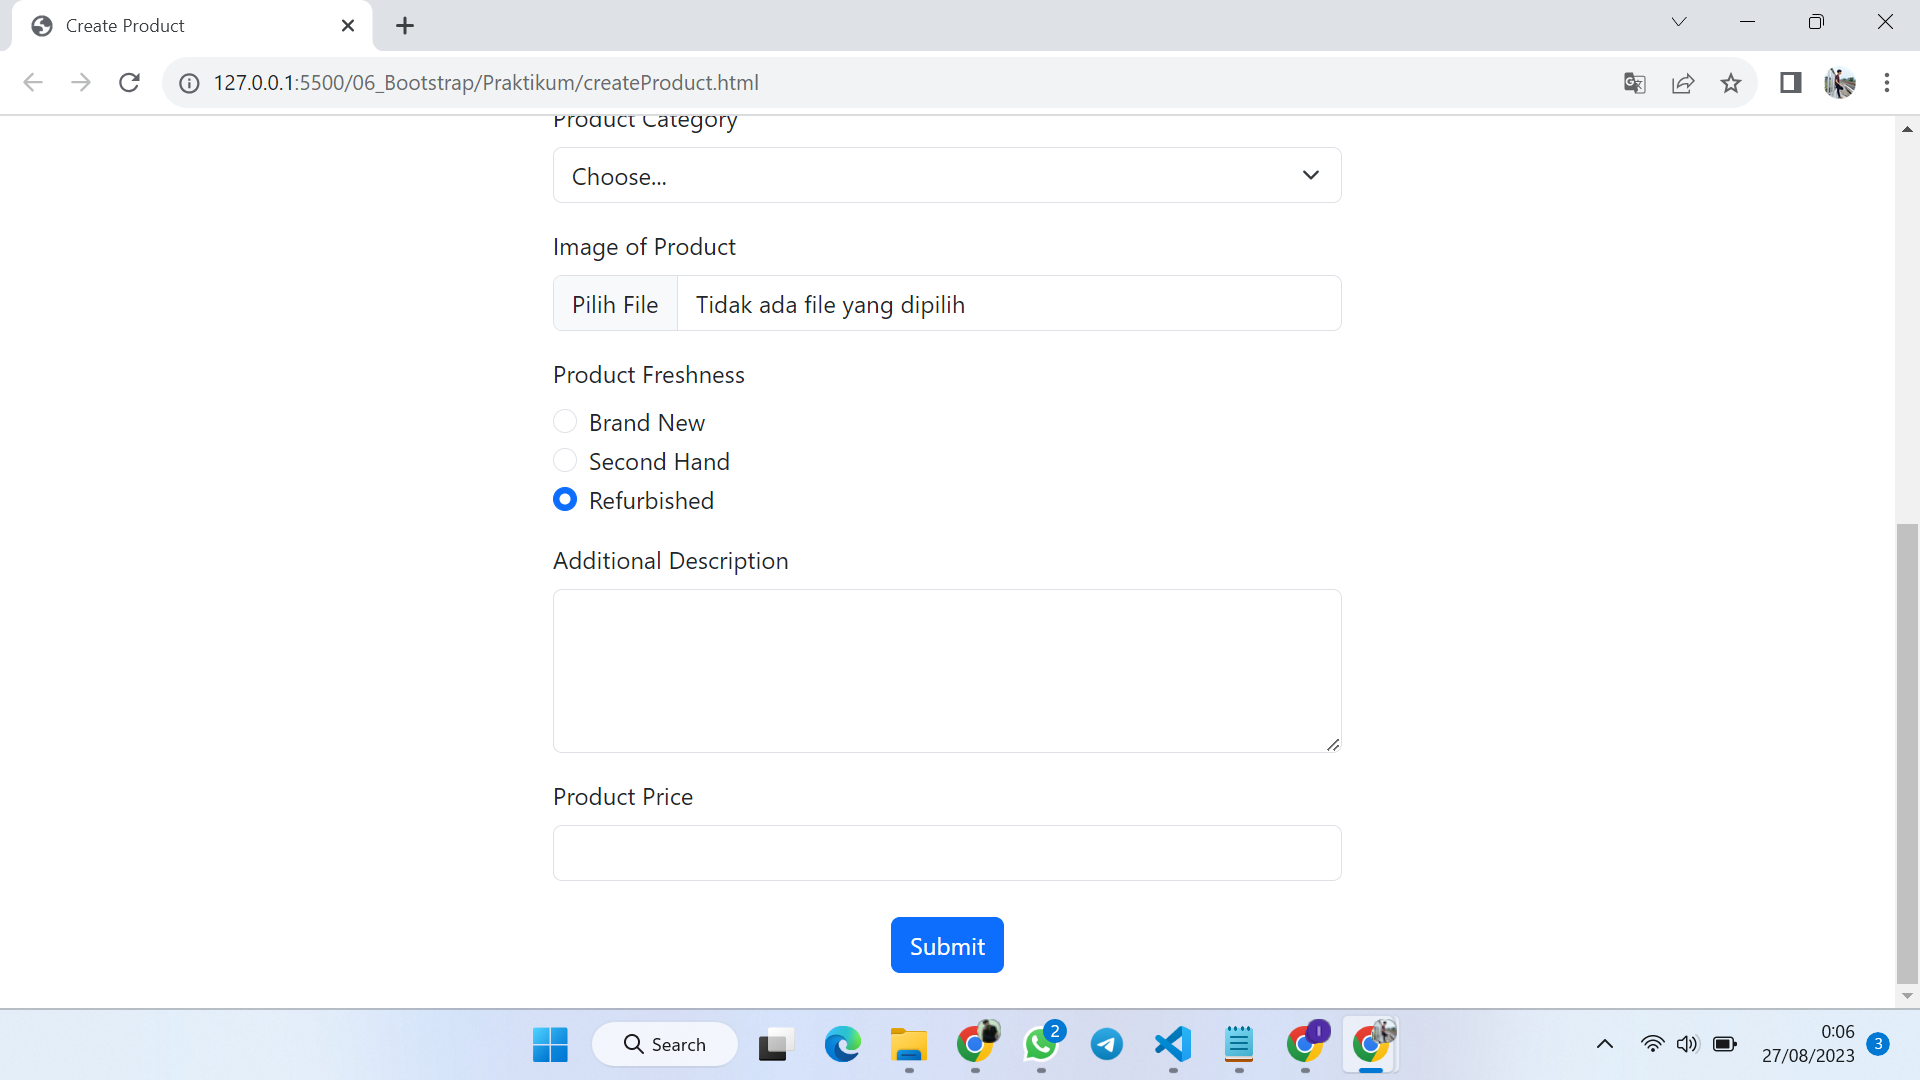 Create Product
127.0.0.1:5500/06_Bootstrap/Praktikum/createProduct.html
Product Category
Choose...
Image of Product
Pilih File Tidak ada file yang dipilih
Product Freshness
Brand New
Second Hand
Refurbished
Additional Description
Product Price
Submit
Search
2
I
0:06
27/08/2023
3